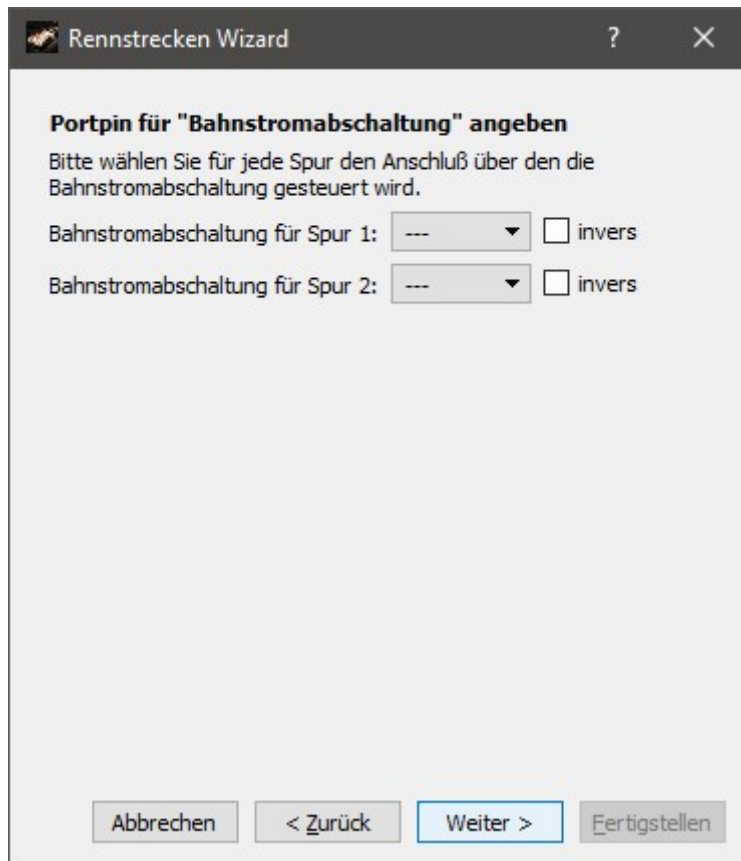 Rennstrecken Wizard ?
Portpin für "Bahnstromabschaltung" angeben
Bitte wählen Sie für jede Spur den Anschluß über den die
Bahnstromabschaltung gesteuert wird.
Bahnstromabschaltung für Spur 1: --- invers
Bahnstromabschaltung für Spur 2: --- invers
Abbrechen < Zurück Weiter > Fertigstellen